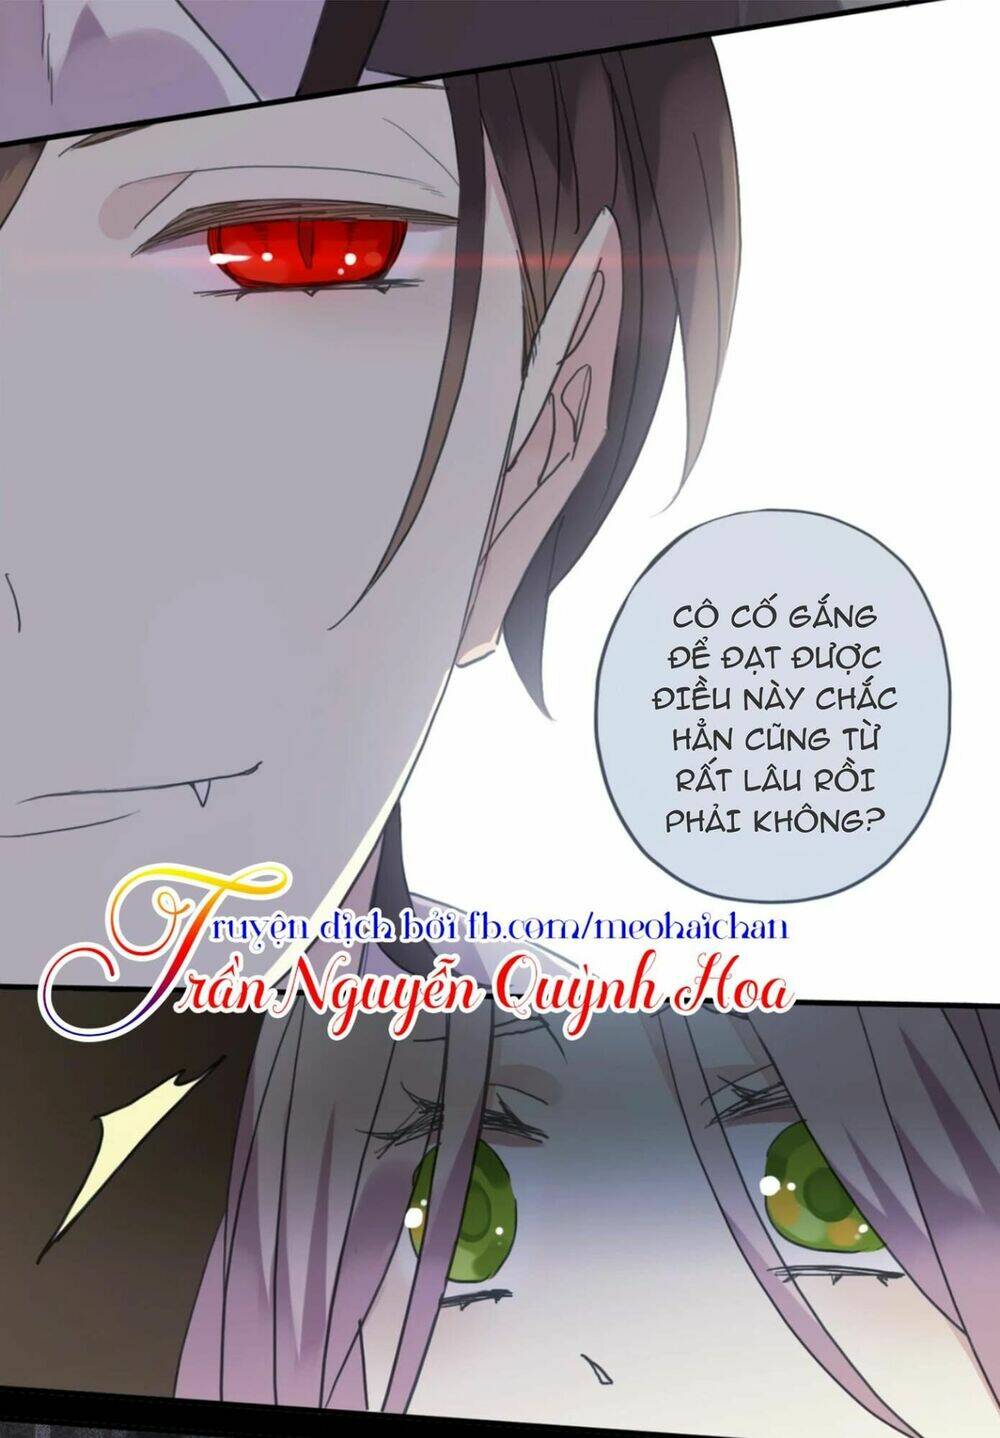 CÔ CỐ GẮNG
ĐỂ ĐẠT ĐƯỢC
ĐIỀU NÀY CHẮC
HẲN CŨNG TỪ
RẤT LÂU RỒI
PHẢI KHÔNG?
Truyện dịch bởi fb.com/meohaichan
Trần Nguyễn Quỳnh Hoa